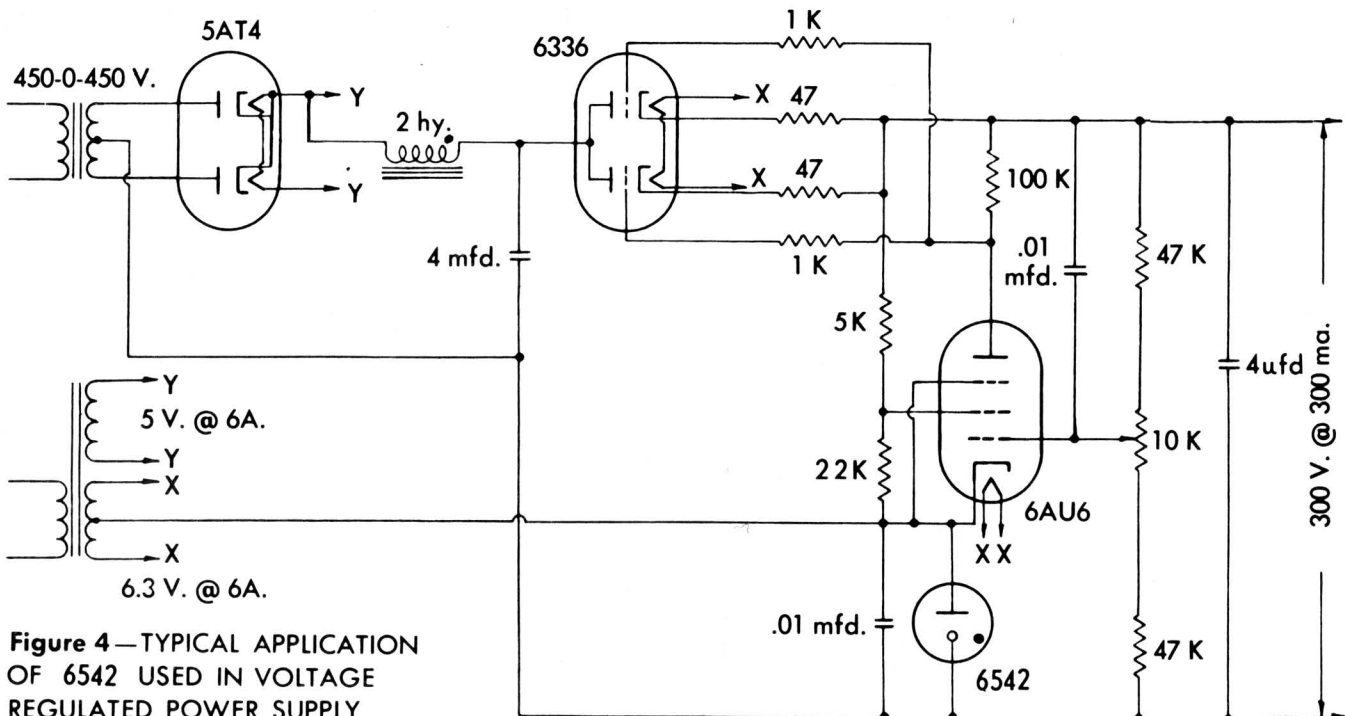 5AT4
450-0-450 V.
Y
Y
2 hy.
4 mfd.
6336
1 K
X
47
X
47
1 K
100 K
.01
mfd.
47 K
5K
4ufd
10 K
22K
6AU6
X X
300 V. @ 300 ma.
Y
5 V. @ 6A.
Y
X
X
6.3 V. @ 6A.
.01 mfd.
6542
47 K
Figure 4—TYPICAL APPLICATION
OF 6542 USED IN VOLTAGE
REGULATED POWER SUPPLY